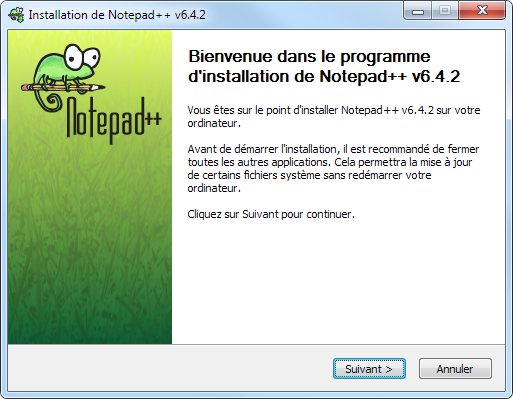 Installation de Notepad++ v6.4.2
Notepad++
Bienvenue dans le programme
d'installation de Notepad++ v6.4.2
Vous êtes sur le point d'installer Notepad++ v6.4.2 sur votre
ordinateur.
Avant de démarrer l'installation, il est recommandé de fermer
toutes les autres applications. Cela permettra la mise à jour
de certains fichiers système sans redémarrer votre
ordinateur.
Cliquez sur Suivant pour continuer.
Suivant >
Annuler